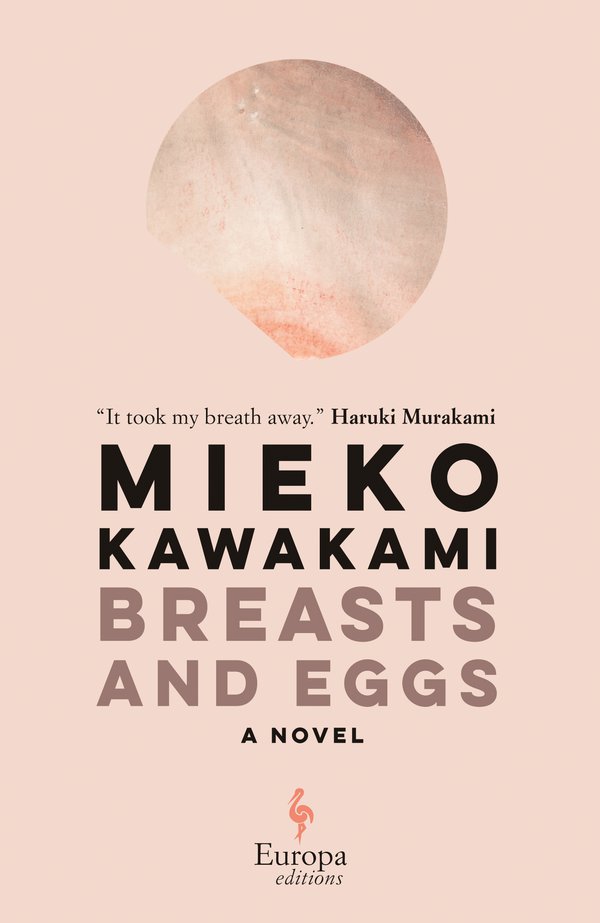 “It took my breath away.” Haruki Murakami
MIEKO
KAWAKAMI
BREASTS
AND EGGS
A NOVEL
Europa
editions